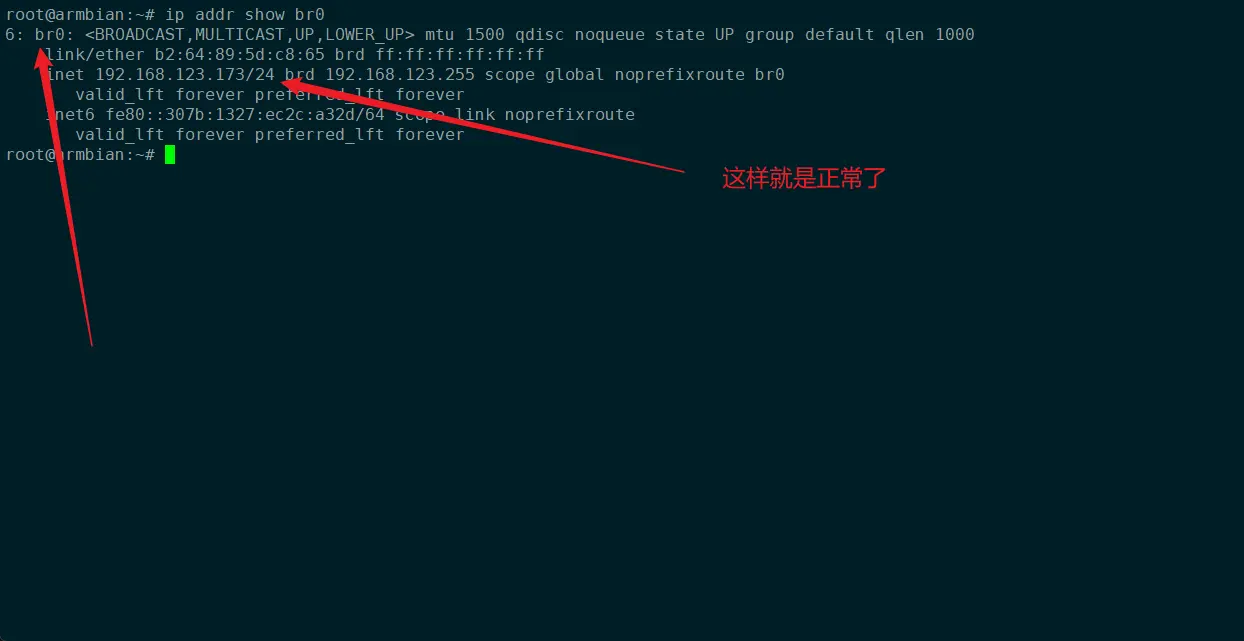 root@armbian:~# ip addr show br0
6: br0: <BROADCAST,MULTICAST,UP,LOWER_UP> mtu 1500 qdisc noqueue state UP group default qlen 1000
link/ether b2:64:89:5d:c8:65 brd ff:ff:ff:ff:ff:ff
inet 192.168.123.173/24 brd 192.168.123.255 scope global noprefixroute br0
valid_lft forever preferred_lft forever
inet6 fe80::307b:1327:ec2c:a32d/64 scope link noprefixroute
valid_lft forever preferred_lft forever
root@armbian:~#
这样就是正常了